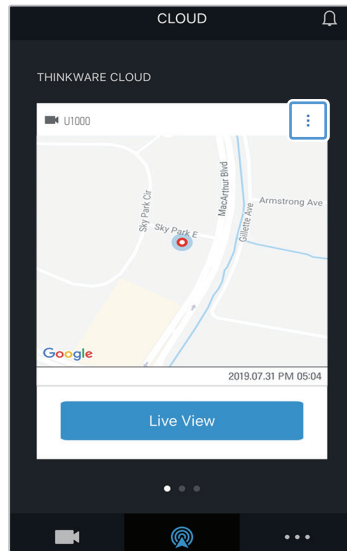 CLOUD
THINKWARE CLOUD
U1000
MacArthur Blvd
Sky Park Cir
Armstrong Ave
Gillette Ave
Sky Park E
Google
2019.07.31 PM 05:04
Live View